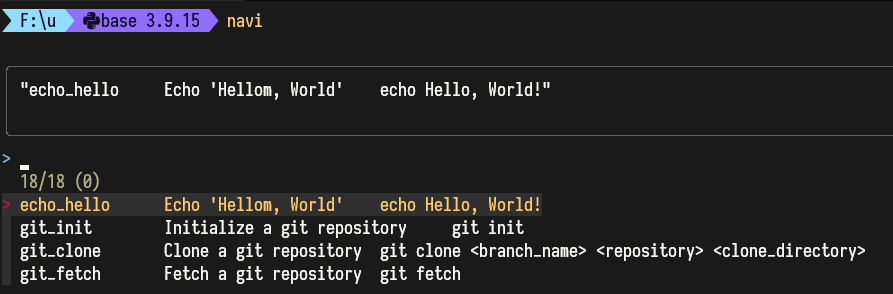 F:\u base 3.9.15 navi
"echo_hello Echo 'Hellom, World' echo Hello, World!"
>
18/18 (0)
> echo_hello Echo 'Hellom, World' echo Hello, World!
git_init Initialize a git repository git init
git_clone Clone a git repository git clone <branch_name> <repository> <clone_directory>
git_fetch Fetch a git repository git fetch